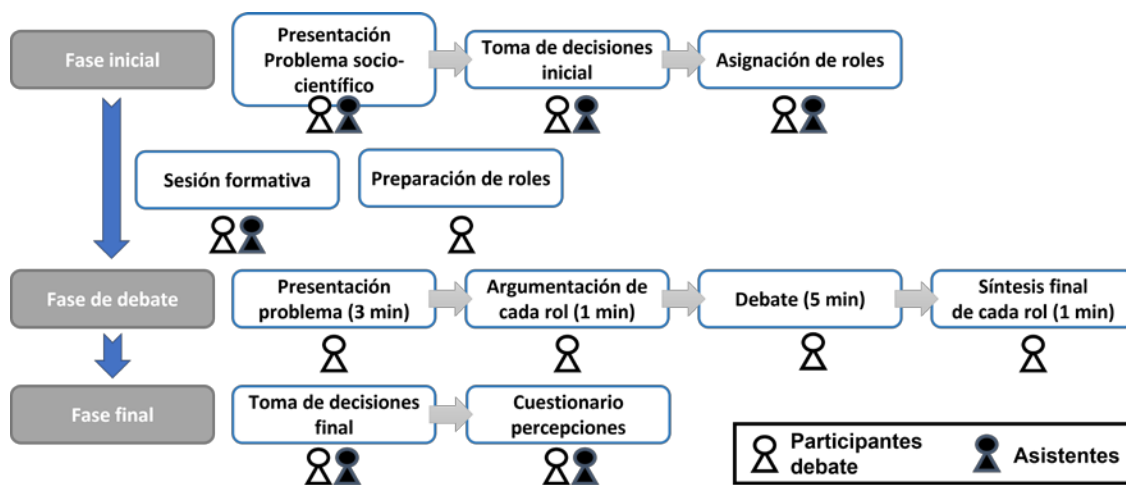 Fase inicial
Presentación
Problema socio-
científico
Toma de decisiones
inicial
Asignación de roles
Sesión formativa
Preparación de roles
Fase de debate
Presentación
problema (3 min)
Argumentación de
cada rol (1 min)
Debate (5 min)
Síntesis final
de cada rol (1 min)
Fase final
Toma de decisiones
final
Cuestionario
percepciones
Participantes
debate
Asistentes